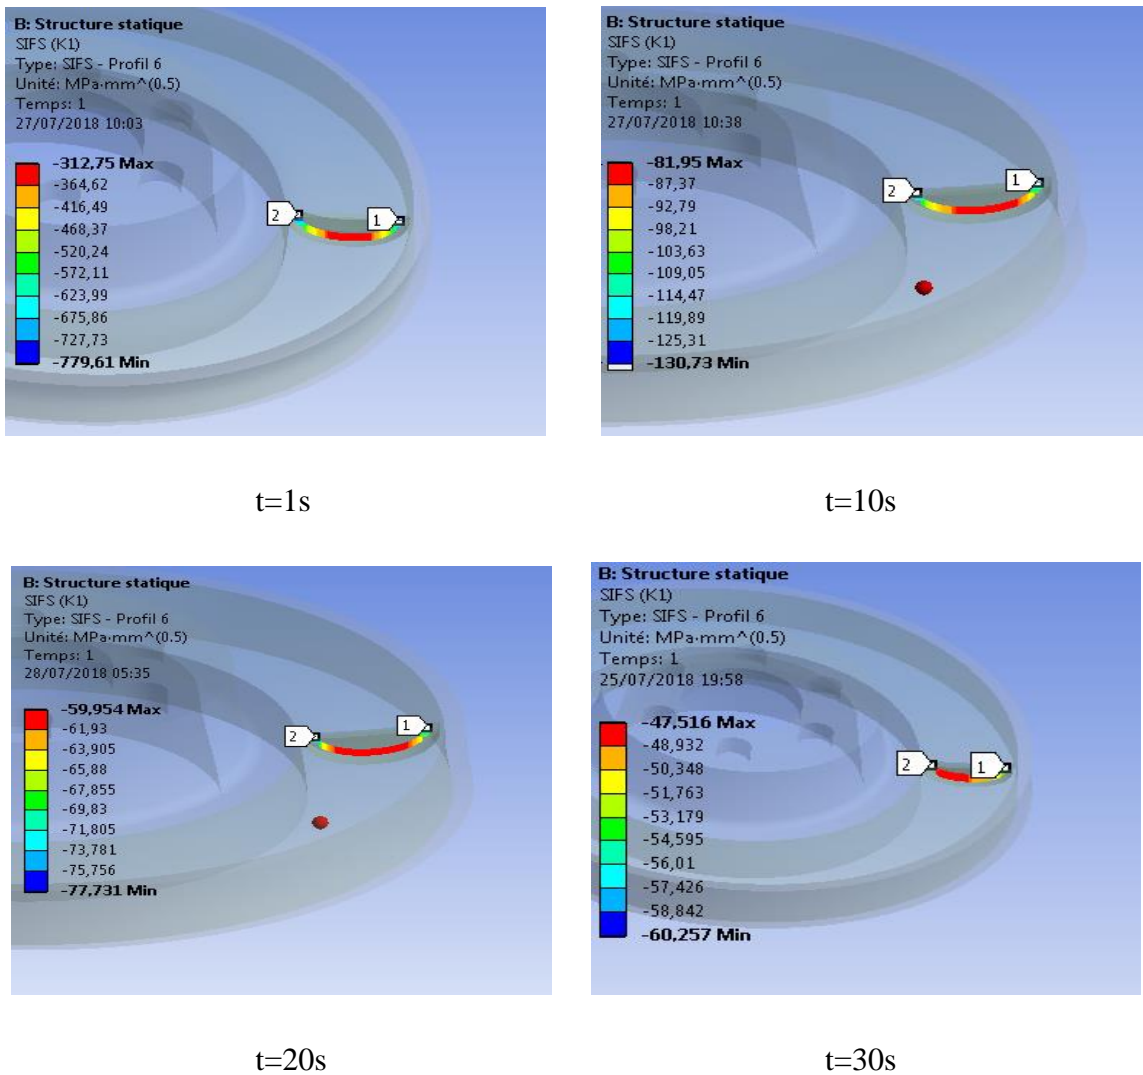 B: Structure statique
SIFS (K1)
Type: SIFS - Profil 6
Unité: MPa·mm^(0.5)
Temps: 1
27/07/2018 10:03
-312,75 Max
-364,62
-416,49
-468,37
-520,24
-572,11
-623,99
-675,86
-727,73
-779,61 Min
2
1
t=1s
B: Structure statique
SIFS (K1)
Type: SIFS - Profil 6
Unité: MPa·mm^(0.5)
Temps: 1
27/07/2018 10:38
-81,95 Max
-87,37
-92,79
-98,21
-103,63
-109,05
-114,47
-119,89
-125,31
-130,73 Min
2
1
t=10s
B: Structure statique
SIFS (K1)
Type: SIFS - Profil 6
Unité: MPa·mm^(0.5)
Temps: 1
28/07/2018 05:35
-59,954 Max
-61,93
-63,905
-65,88
-67,855
-69,83
-71,805
-73,781
-75,756
-77,731 Min
2
1
t=20s
B: Structure statique
SIFS (K1)
Type: SIFS - Profil 6
Unité: MPa·mm^(0.5)
Temps: 1
25/07/2018 19:58
-47,516 Max
-48,932
-50,348
-51,763
-53,179
-54,595
-56,01
-57,426
-58,842
-60,257 Min
2
1
t=30s